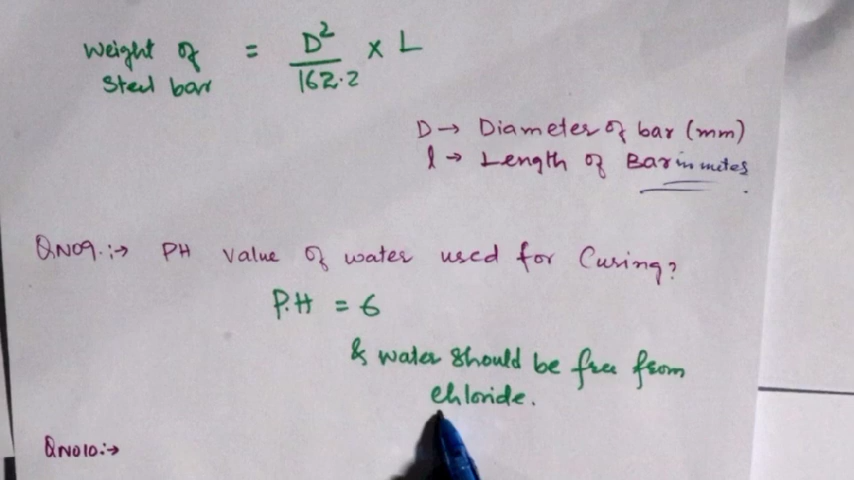 Weight of steel bar = D²/162.2 x L
D → Diameter of bar (mm)
l → Length of Bar in metes.
QNO9.:→ PH value of water used for Curing?
P.H = 6
& water should be free from
chloride.
QNO10:→